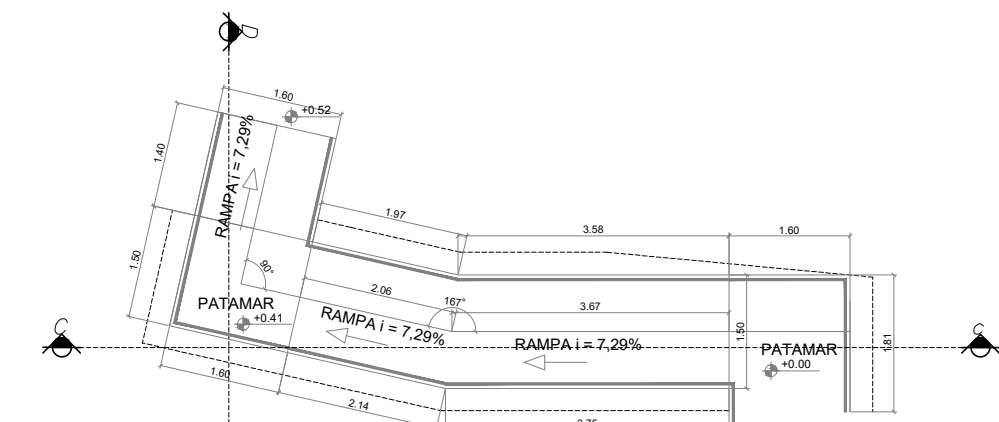 D
1.60
+0.52
1.40
RAMPA i = 7,29%
1.97
3.58
1.60
1.50
90°
2.06
167°
3.67
PATAMAR
+0.41
RAMPA i = 7,29%
RAMPA i = 7,29%
1.50
PATAMAR
+0.00
1.81
C
C
1.60
2.14
3.75